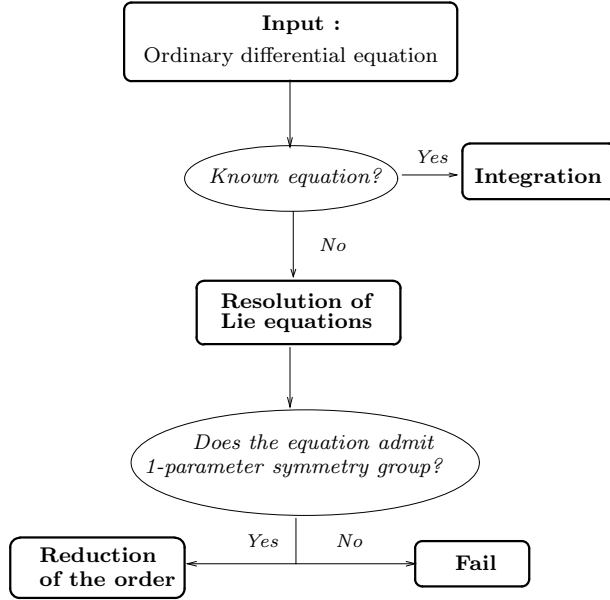 Input :
Ordinary differential equation
Known equation?
Yes
Integration
No
Resolution of
Lie equations
Does the equation admit
1-parameter symmetry group?
Yes
No
Reduction
of the order
Fail